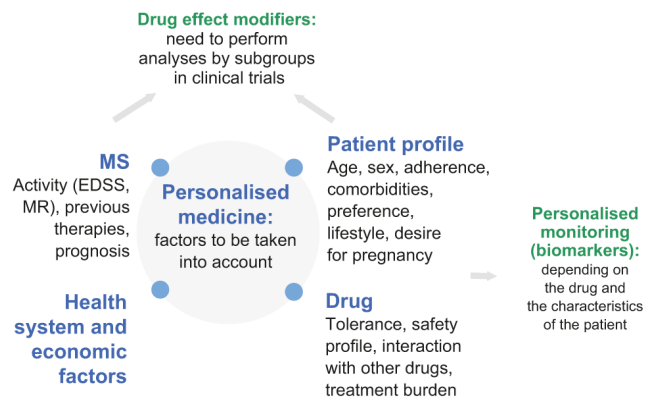 Drug effect modifiers:
need to perform
analyses by subgroups
in clinical trials
MS
Activity (EDSS,
MR), previous
therapies,
prognosis
Personalised
medicine:
factors to be taken
into account
Patient profile
Age, sex, adherence,
comorbidities,
preference,
lifestyle, desire
for pregnancy
Health
system and
economic
factors
Drug
Tolerance, safety
profile, interaction
with other drugs,
treatment burden
Personalised
monitoring
(biomarkers):
depending on
the drug and
the characteristics
of the patient